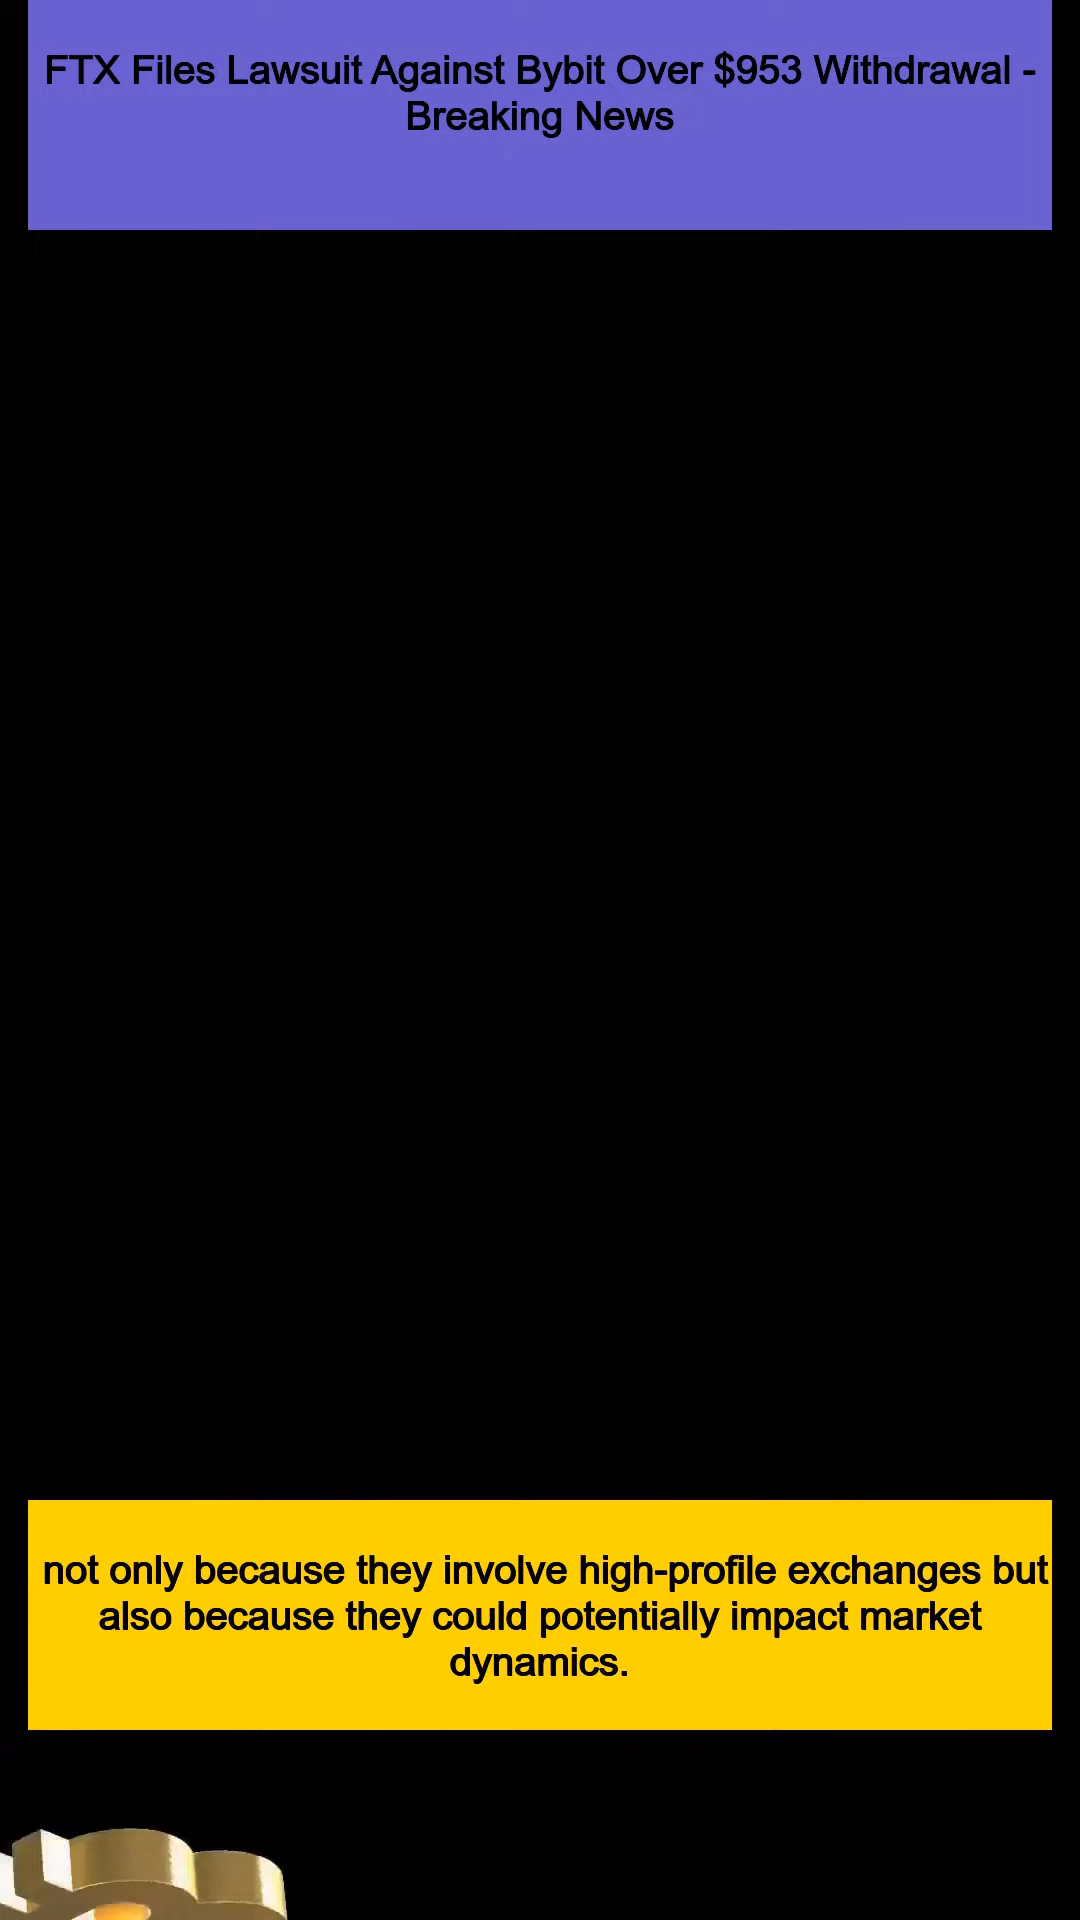 FTX Files Lawsuit Against Bybit Over $953 Withdrawal -
Breaking News
not only because they involve high-profile exchanges but
also because they could potentially impact market
dynamics.